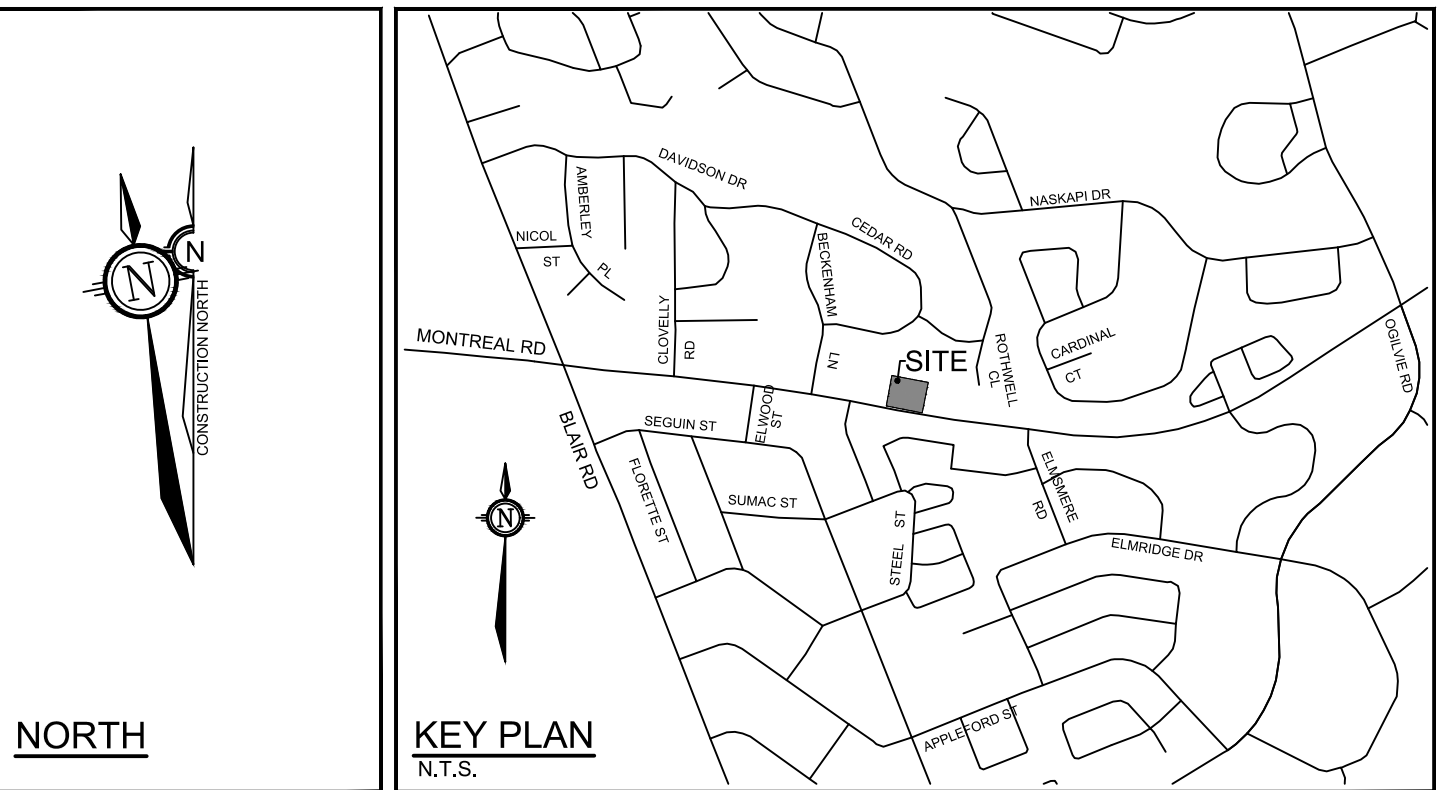 N
N
CONSTRUCTION NORTH
NORTH
DAVIDSON DR
AMBERLEY
PL
NICOL
ST
NASKAPI DR
CEDAR RD
BECKENHAM
LN
CLOVELLY
RD
MONTREAL RD
SITE
ROTHWELL
CL
CARDINAL
CT
OGILVIE RD
BLAIR RD
SEGUIN ST
ELWOOD
ST
FLORETTE ST
SUMAC ST
STEEL ST
ELMSMERE
RD
ELMRIDGE DR
N
APPLEFORD ST
KEY PLAN
N.T.S.